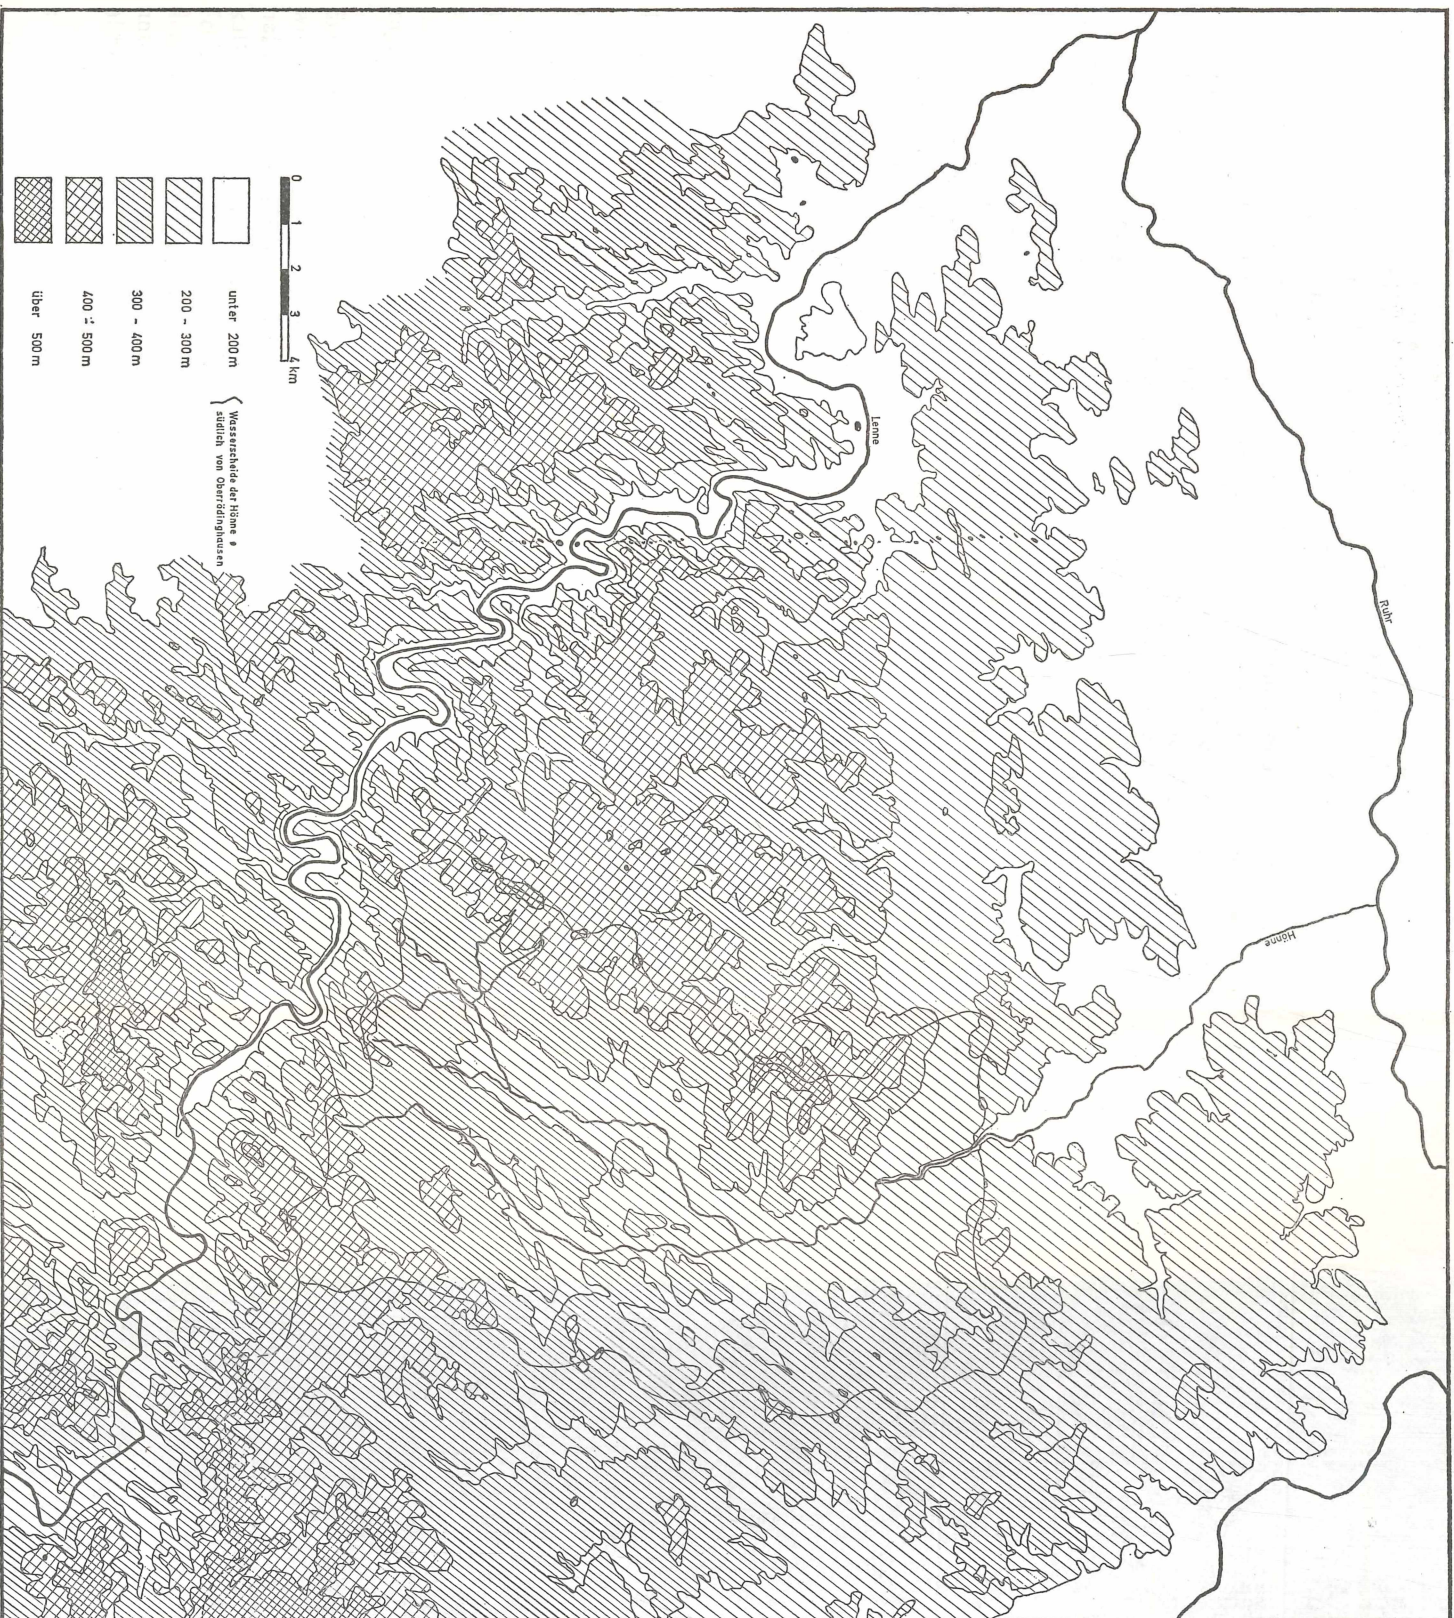 Ruhr
Hönne
Lenne
0 1 2 3 4 km
unter 200 m
200 - 300 m
300 - 400 m
400 - 500 m
über 500 m
Wasserscheide der Hönne
südlich von Oberrödinghausen